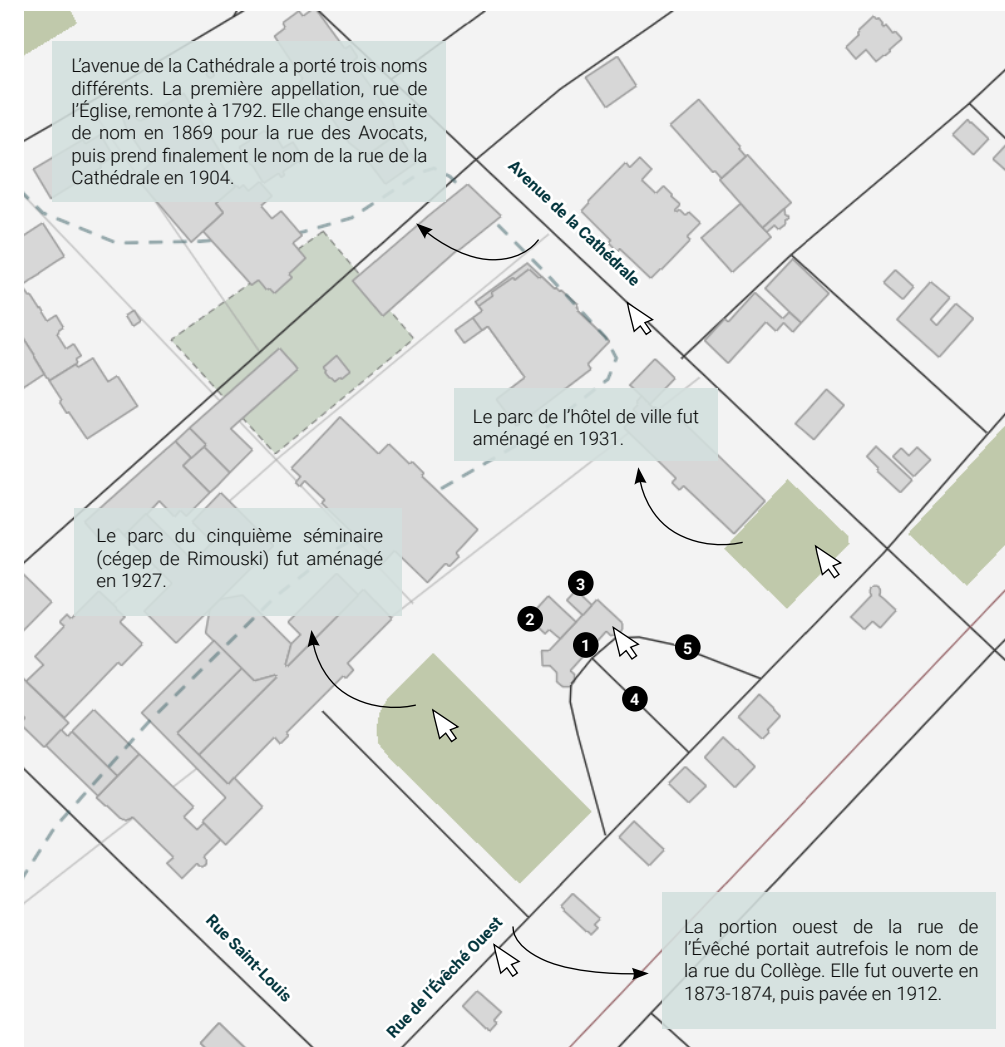 L'avenue de la Cathédrale a porté trois noms
différents. La première appellation, rue de
l'Église, remonte à 1792. Elle change ensuite
de nom en 1869 pour la rue des Avocats,
puis prend finalement le nom de la rue de la
Cathédrale en 1904.
Avenue de la Cathédrale
Le parc de l'hôtel de ville fut
aménagé en 1931.
Le parc du cinquième séminaire
(cégep de Rimouski) fut aménagé
en 1927.
3
2
1
5
4
Rue Saint-Louis
Rue de l'Évêché Ouest
La portion ouest de la rue de
l'Évêché portait autrefois le nom de
la rue du Collège. Elle fut ouverte en
1873-1874, puis pavée en 1912.